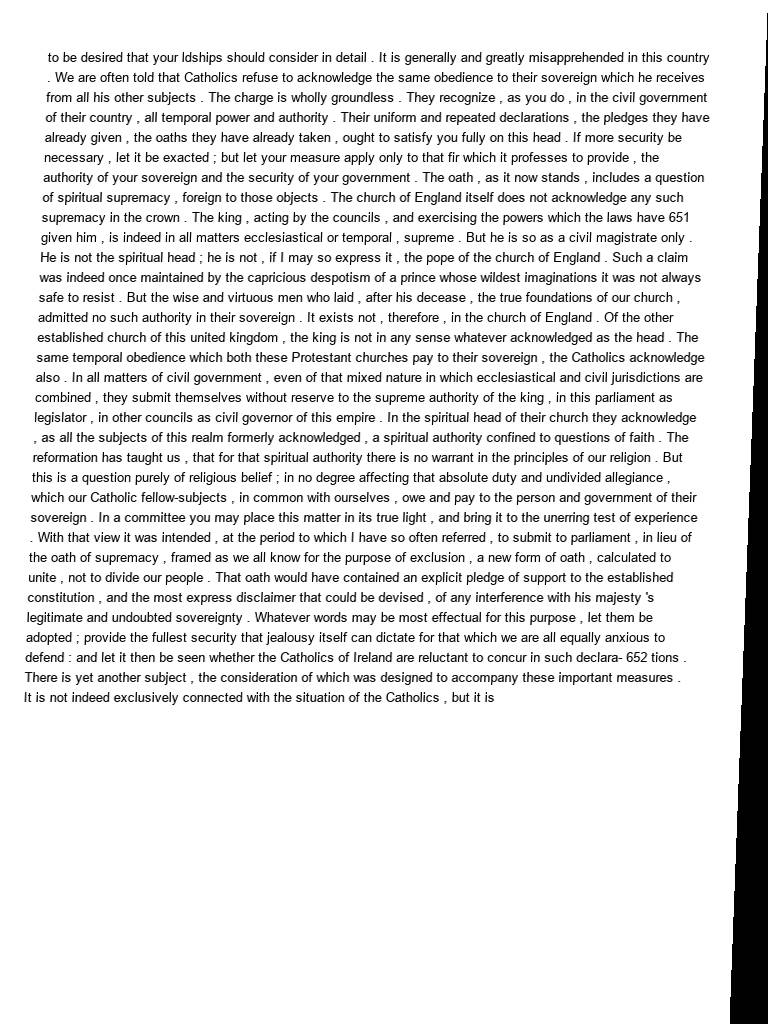 to be desired that your ldships should consider in detail . It is generally and greatly misapprehended in this country
. We are often told that Catholics refuse to acknowledge the same obedience to their sovereign which he receives
from all his other subjects . The charge is wholly groundless . They recognize , as you do , in the civil government
of their country , all temporal power and authority . Their uniform and repeated declarations , the pledges they have
already given , the oaths they have already taken , ought to satisfy you fully on this head . If more security be
necessary , let it be exacted ; but let your measure apply only to that fir which it professes to provide , the
authority of your sovereign and the security of your government . The oath , as it now stands , includes a question
of spiritual supremacy , foreign to those objects . The church of England itself does not acknowledge any such
supremacy in the crown . The king , acting by the councils , and exercising the powers which the laws have 651
given him , is indeed in all matters ecclesiastical or temporal , supreme . But he is so as a civil magistrate only .
He is not the spiritual head ; he is not , if I may so express it , the pope of the church of England . Such a claim
was indeed once maintained by the capricious despotism of a prince whose wildest imaginations it was not always
safe to resist . But the wise and virtuous men who laid , after his decease , the true foundations of our church ,
admitted no such authority in their sovereign . It exists not , therefore , in the church of England . Of the other
established church of this united kingdom , the king is not in any sense whatever acknowledged as the head . The
same temporal obedience which both these Protestant churches pay to their sovereign , the Catholics acknowledge
also . In all matters of civil government , even of that mixed nature in which ecclesiastical and civil jurisdictions are
combined , they submit themselves without reserve to the supreme authority of the king , in this parliament as
legislator , in other councils as civil governor of this empire . In the spiritual head of their church they acknowledge
, as all the subjects of this realm formerly acknowledged , a spiritual authority confined to questions of faith . The
reformation has taught us , that for that spiritual authority there is no warrant in the principles of our religion . But
this is a question purely of religious belief ; in no degree affecting that absolute duty and undivided allegiance ,
which our Catholic fellow-subjects , in common with ourselves , owe and pay to the person and government of their
sovereign . In a committee you may place this matter in its true light , and bring it to the unerring test of experience
. With that view it was intended , at the period to which I have so often referred , to submit to parliament , in lieu of
the oath of supremacy , framed as we all know for the purpose of exclusion , a new form of oath , calculated to
unite , not to divide our people . That oath would have contained an explicit pledge of support to the established
constitution , and the most express disclaimer that could be devised , of any interference with his majesty 's
legitimate and undoubted sovereignty . Whatever words may be most effectual for this purpose , let them be
adopted ; provide the fullest security that jealousy itself can dictate for that which we are all equally anxious to
defend : and let it then be seen whether the Catholics of Ireland are reluctant to concur in such declara- 652 tions .
There is yet another subject , the consideration of which was designed to accompany these important measures .
It is not indeed exclusively connected with the situation of the Catholics , but it is